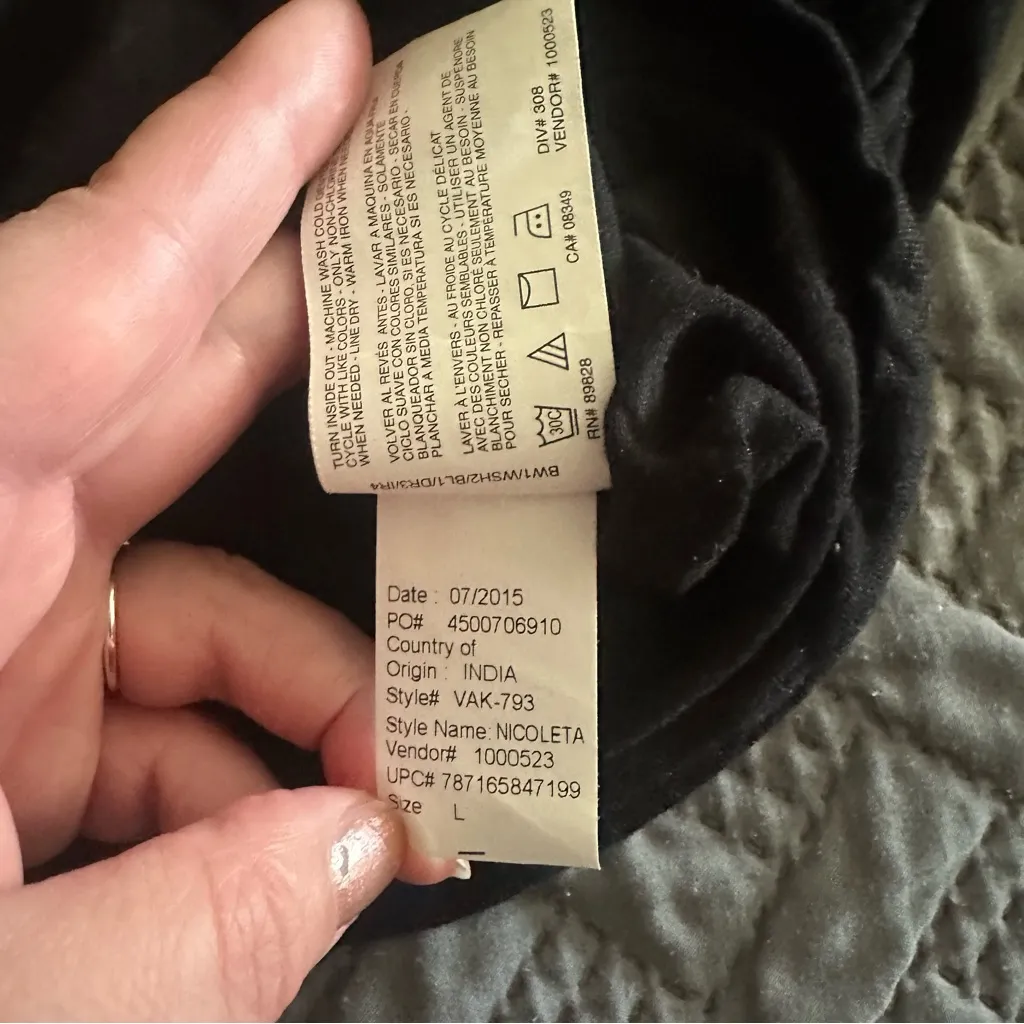 TURN INSIDE OUT - MACHINE WASH COLD
CYCLE WITH LIKE COLORS - ONLY NON-CHLORINE
WHEN NEEDED - LINE DRY - WARM IRON WHEN
VOLVER AL REVÉS ANTES - LAVAR A MAQUINA EN AGUA
CICLO SUAVE CON COLORES SIMILARES - SOLAMENTE
BLANQUEADOR SIN CLORO, SI ES NECESARIO - SECAR EN CUERDA
PLANCHAR A MEDIA TEMPERATURA SI ES NECESARIO -
LAVER À L'ENVERS - AU FROIDE AU CYCLE DÉLICAT
AVEC DES COULEURS SEMBLABLES - UTILISER UN AGENT DE
BLANCHIMENT NON CHLORÉ SEULEMENT AU BESOIN - SUSPENDRE
POUR SECHER - REPASSER À TEMPÉRATURE MOYENNE AU BESOIN
30C
RN# 89828
CA# 08349
DIV# 308
VENDOR# 1000523
BW1/WSH2/BL1/DR3/IR4
Date : 07/2015
PO# 4500706910
Country of
Origin : INDIA
Style# VAK-793
Style Name: NICOLETA
Vendor# 1000523
UPC# 787165847199
Size L